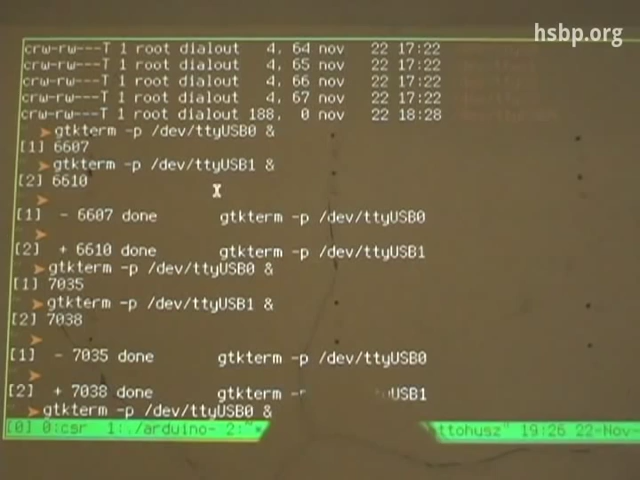 hsbp.org
crw-rw---T 1 root dialout 4, 64 nov 22 17:22
crw-rw---T 1 root dialout 4, 65 nov 22 17:22
crw-rw---T 1 root dialout 4, 66 nov 22 17:22
crw-rw---T 1 root dialout 4, 67 nov 22 17:22
crw-rw---T 1 root dialout 188, 0 nov 22 18:28
gtkterm -p /dev/ttyUSB0 &
[1] 6607
gtkterm -p /dev/ttyUSB1 &
[2] 6610
[1] - 6607 done gtkterm -p /dev/ttyUSB0
[2] + 6610 done gtkterm -p /dev/ttyUSB1
gtkterm -p /dev/ttyUSB0 &
[1] 7035
gtkterm -p /dev/ttyUSB1 &
[2] 7038
[1] - 7035 done gtkterm -p /dev/ttyUSB0
[2] + 7038 done gtkterm USB1
gtkterm -p /dev/ttyUSB0 &
[0] 0:csr 1:./arduino- 2:~* ttohusz" 19:26 22-Nov-